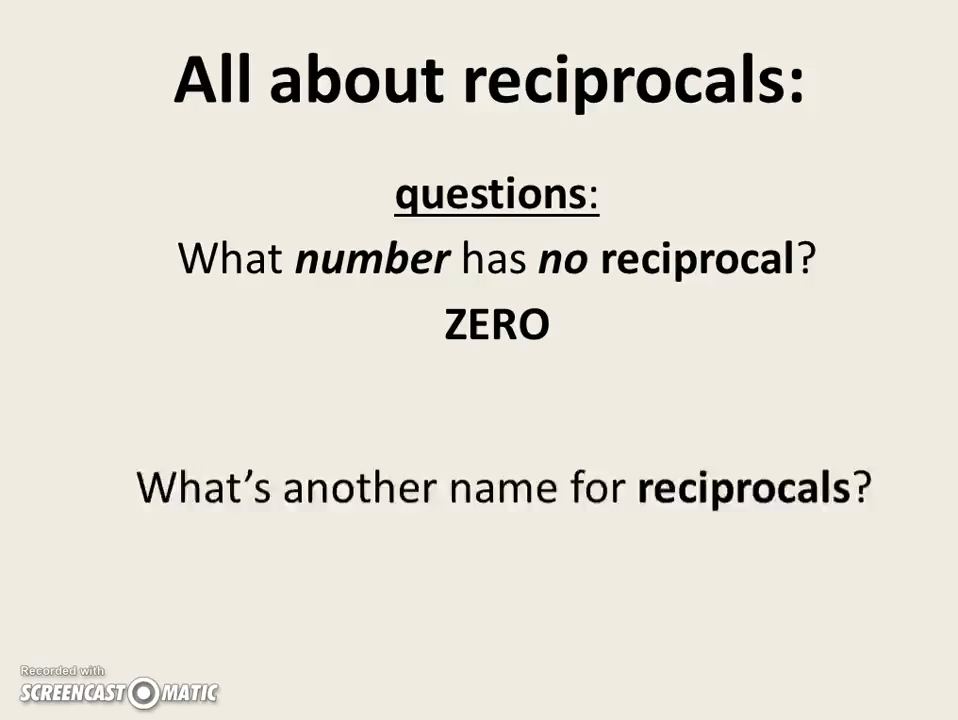 All about reciprocals:
questions:
What number has no reciprocal?
ZERO
What’s another name for reciprocals?
Recorded with
SCREENCAST MATIC